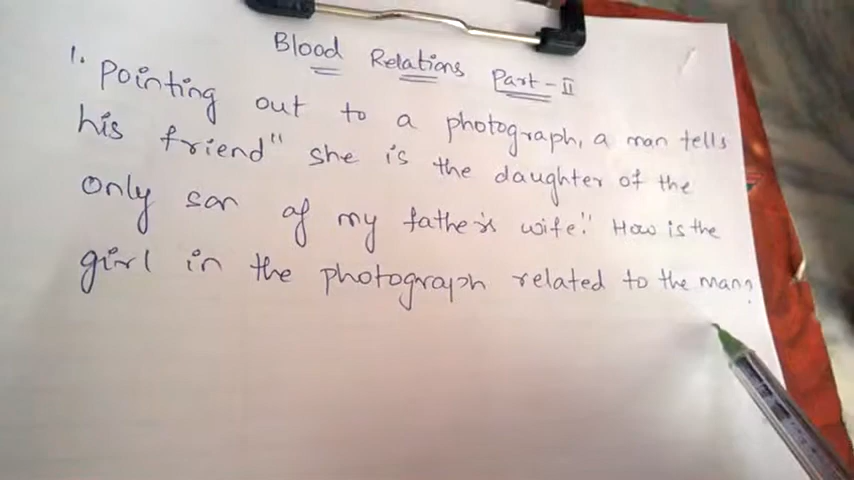 Blood Relations Part-II
1. Pointing out to a photograph, a man tells
his friend" she is the daughter of the
only son of my father's wife." How is the
girl in the photograph related to the man?